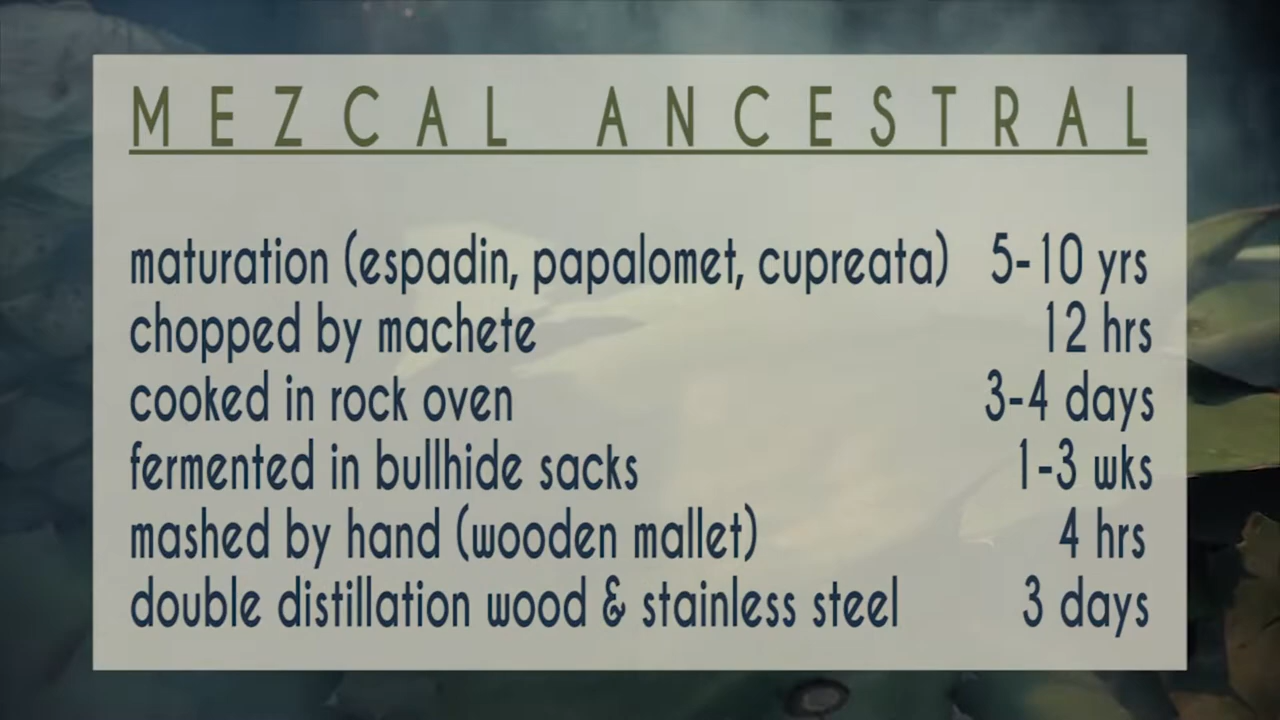 MEZCAL ANCESTRAL
maturation (espadin, papalomet, cupreata) 5-10 yrs
chopped by machete 12 hrs
cooked in rock oven 3-4 days
fermented in bullhide sacks 1-3 wks
mashed by hand (wooden mallet) 4 hrs
double distillation wood & stainless steel 3 days